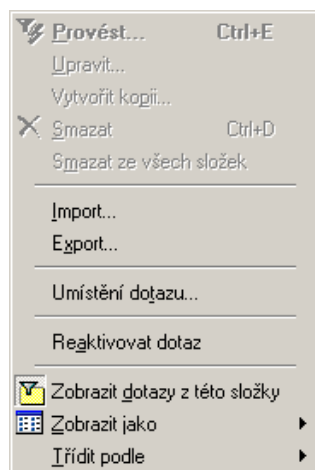 Provést... Ctrl+E
Upravit...
Vytvořit kopii...
Smazat Ctrl+D
Smazat ze všech složek
Import...
Export...
Umístění dotazu...
Reaktivovat dotaz
Zobrazit dotazy z této složky
Zobrazit jako
Třídit podle